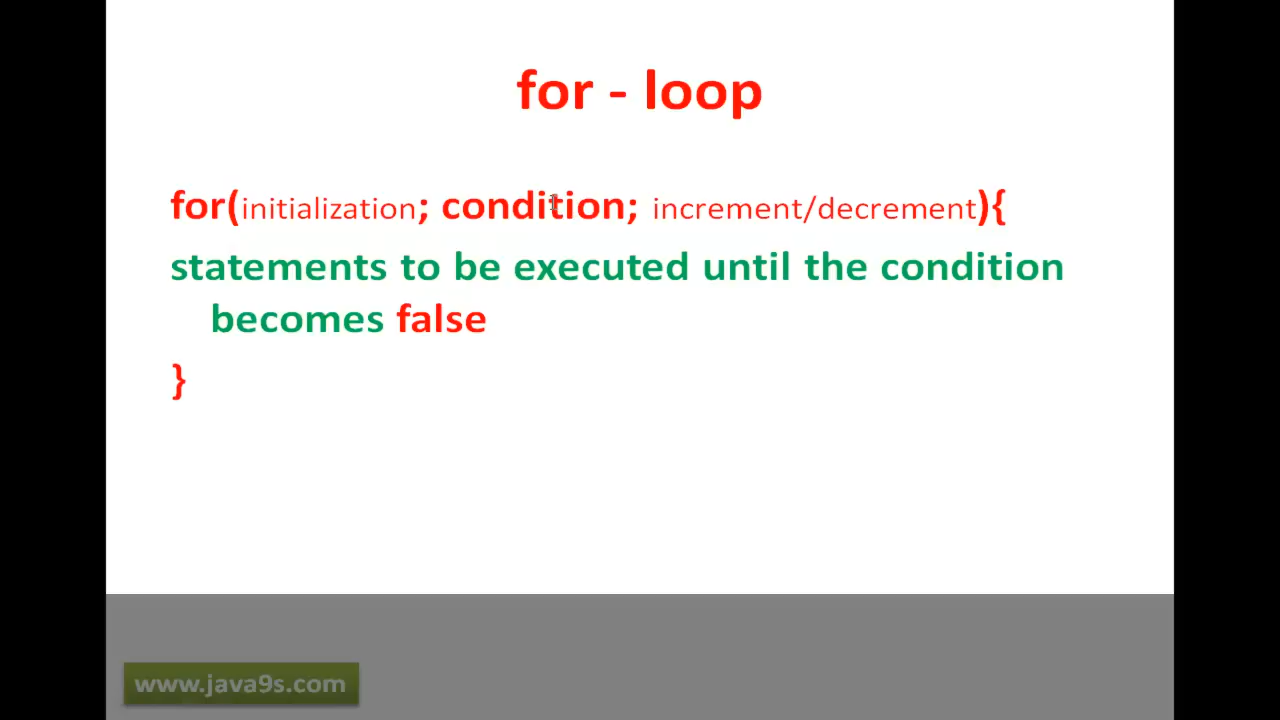 for - loop
for(initialization; condition; increment/decrement){
statements to be executed until the condition
becomes false
}
www.java9s.com